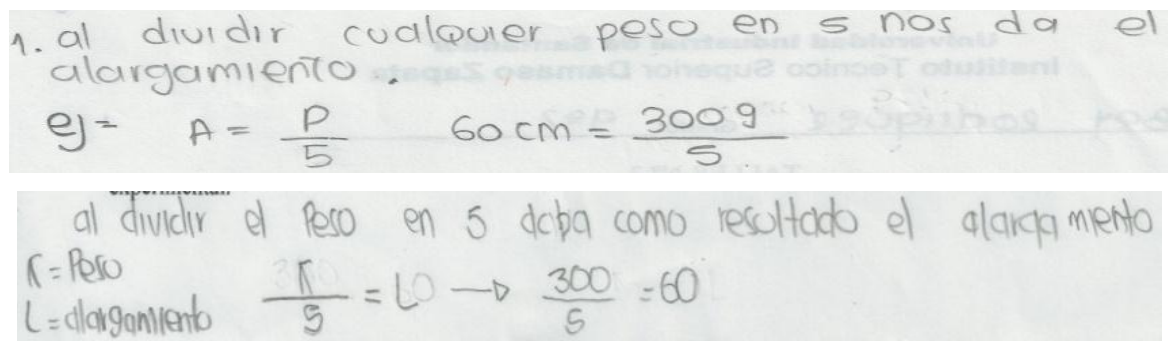 1. al dividir cualquier peso en 5 nos da el
alargamiento.
ej= A = P/5 60 cm = 300g/5
al dividir el Peso en 5 daba como resultado el alargamiento
K = Peso
L = alargamiento K/5 = L → 300/5 = 60